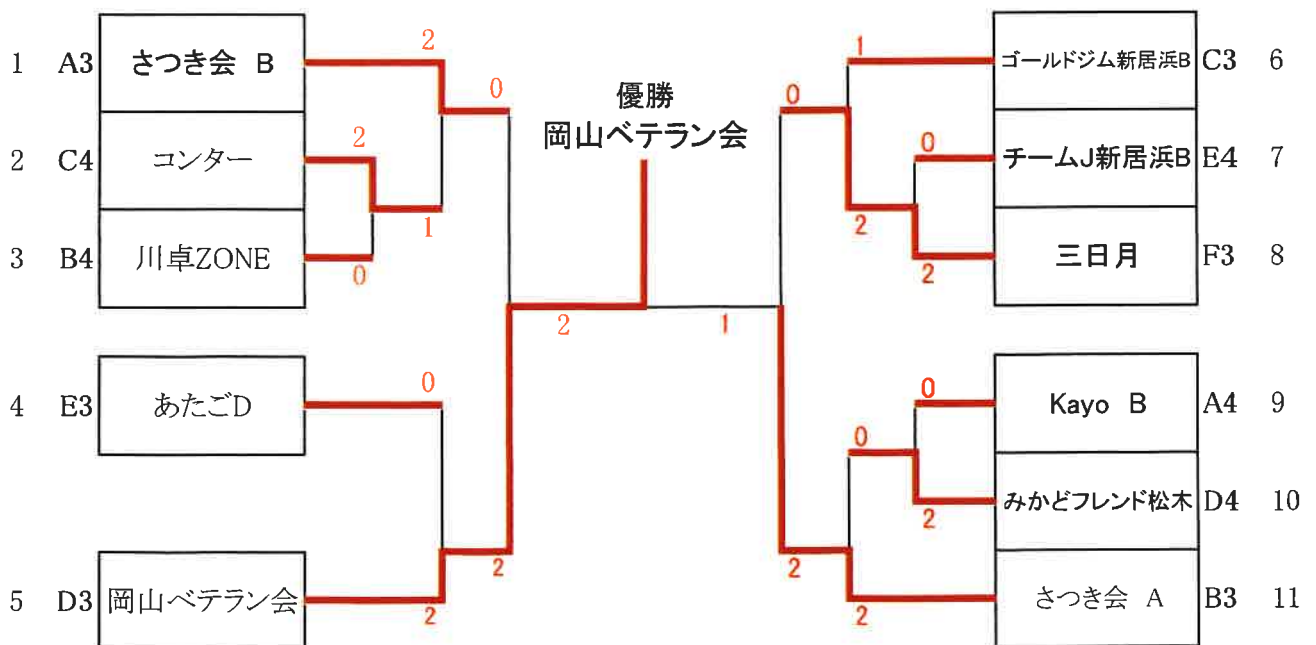 優勝
岡山ベテラン会
1 A3 さつき会 B
2 C4 コンター
3 B4 川卓ZONE
4 E3 あたごD
5 D3 岡山ベテラン会
2
0
2
1
0
2
0
2
2
1
1
0
0
2
2
0
0
2
2
2
ゴールドジム新居浜B C3 6
チームJ新居浜B E4 7
三日月 F3 8
Kayo B A4 9
みかどフレンド松木 D4 10
さつき会 A B3 11